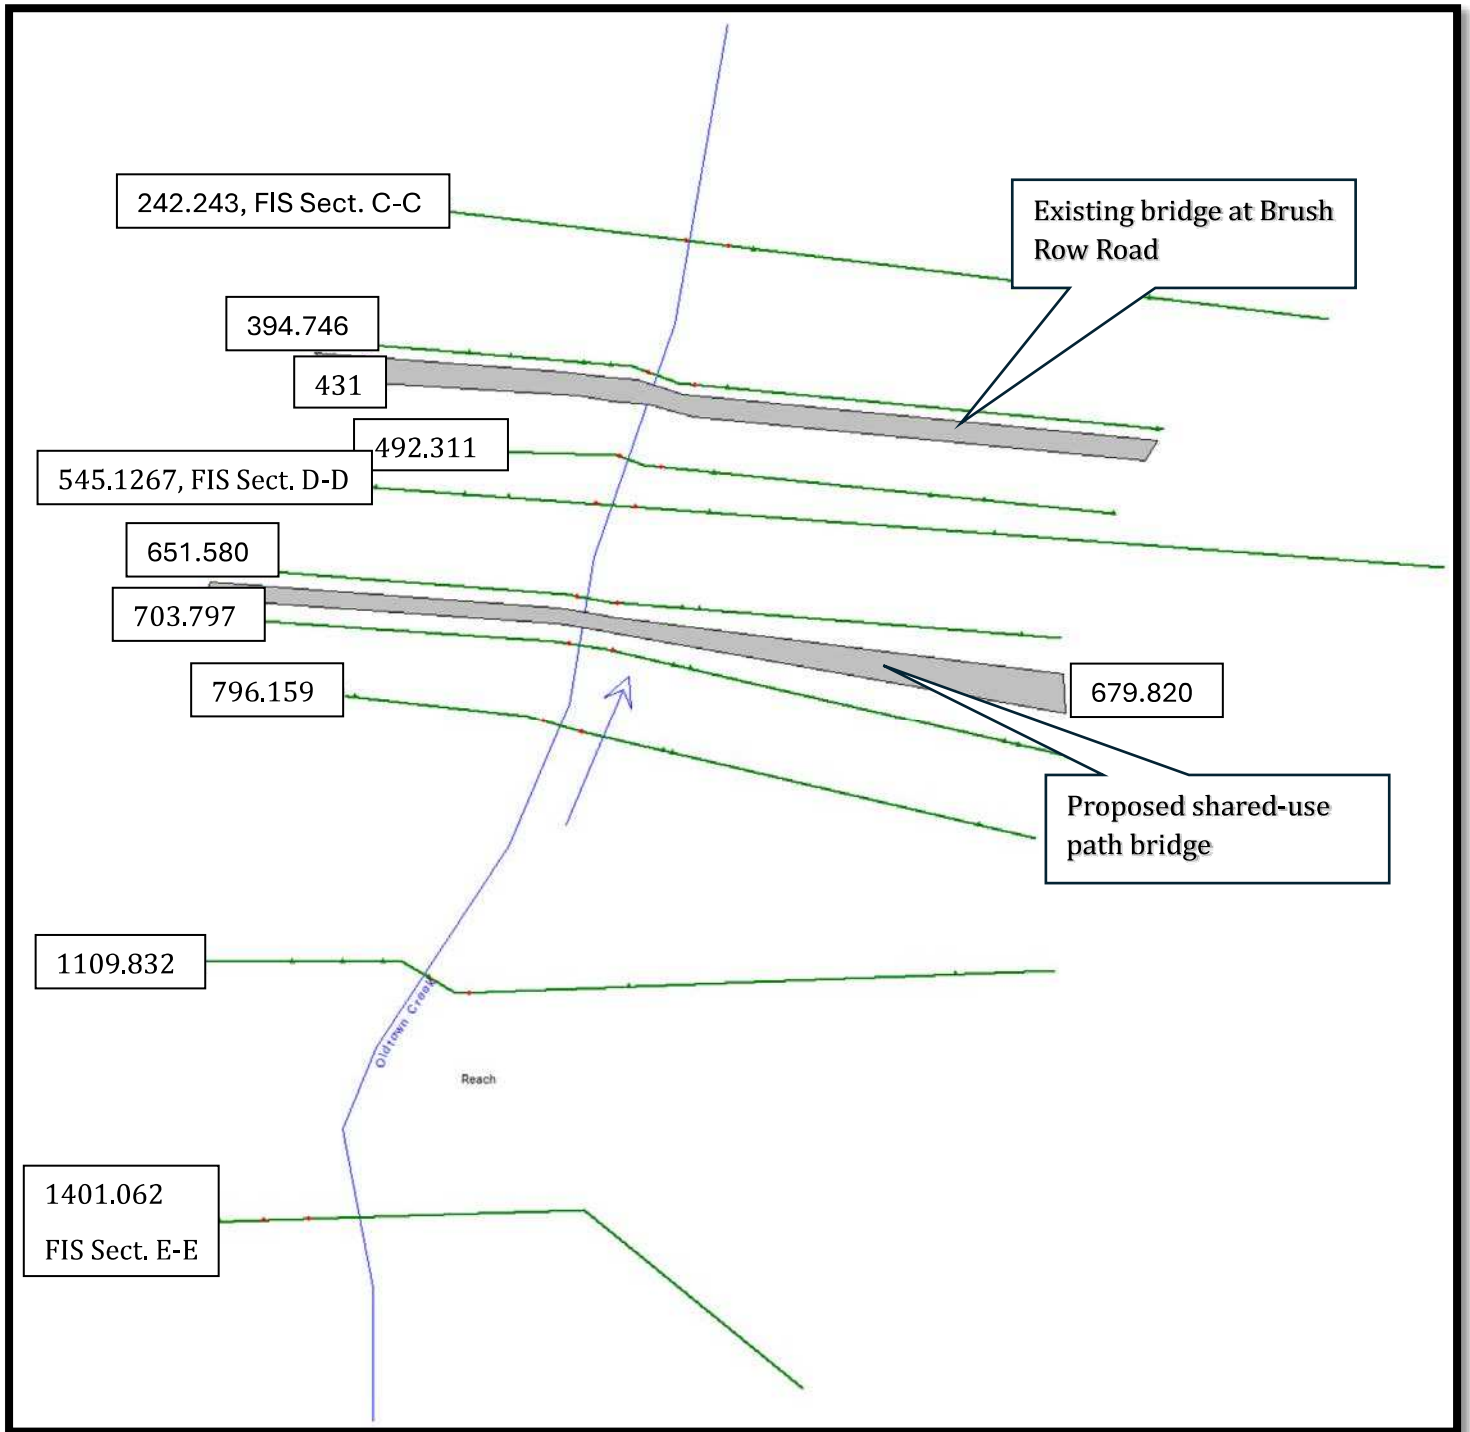 242.243, FIS Sect. C-C
Existing bridge at Brush
Row Road
394.746
431
492.311
545.1267, FIS Sect. D-D
651.580
703.797
796.159
679.820
Proposed shared-use
path bridge
1109.832
Oldtown Creek
Reach
1401.062
FIS Sect. E-E